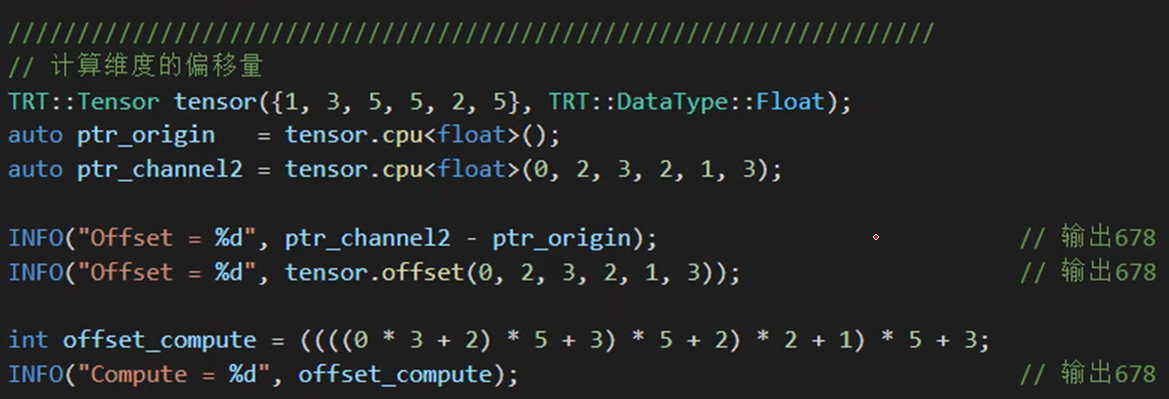 ///////////////////////////////////////////////////////////////////
// 计算维度的偏移量
TRT::Tensor tensor({1, 3, 5, 5, 2, 5}, TRT::DataType::Float);
auto ptr_origin   = tensor.cpu<float>();
auto ptr_channel2 = tensor.cpu<float>(0, 2, 3, 2, 1, 3);
INFO("Offset = %d", ptr_channel2 - ptr_origin); // 输出678
INFO("Offset = %d", tensor.offset(0, 2, 3, 2, 1, 3)); // 输出678
int offset_compute = ((((0 * 3 + 2) * 5 + 3) * 5 + 2) * 2 + 1) * 5 + 3;
INFO("Compute = %d", offset_compute); // 输出678